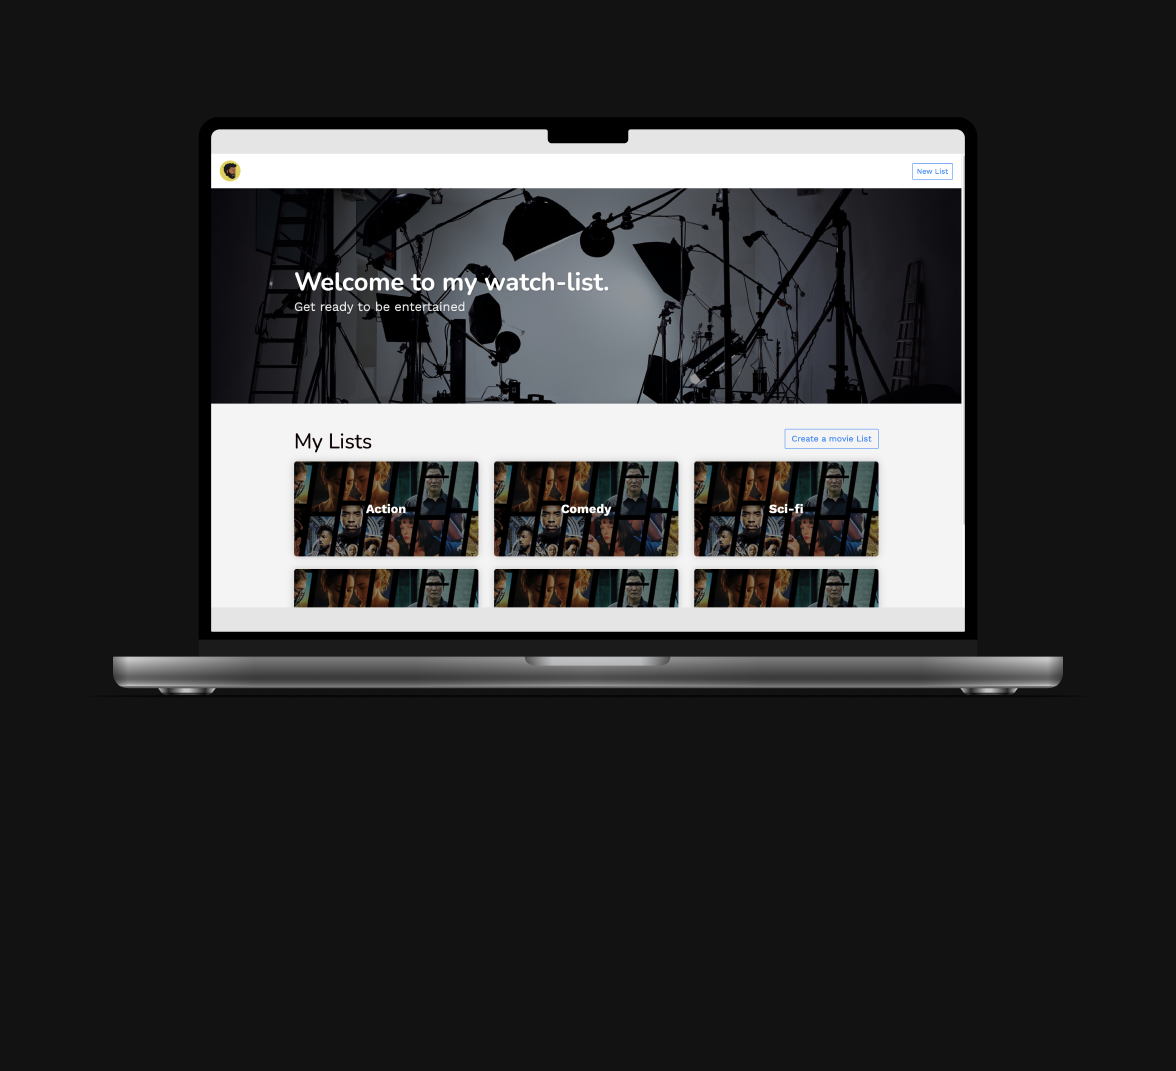 New List
Welcome to my watch-list.
Get ready to be entertained
My Lists
Create a movie List
Action
Comedy
Sci-fi